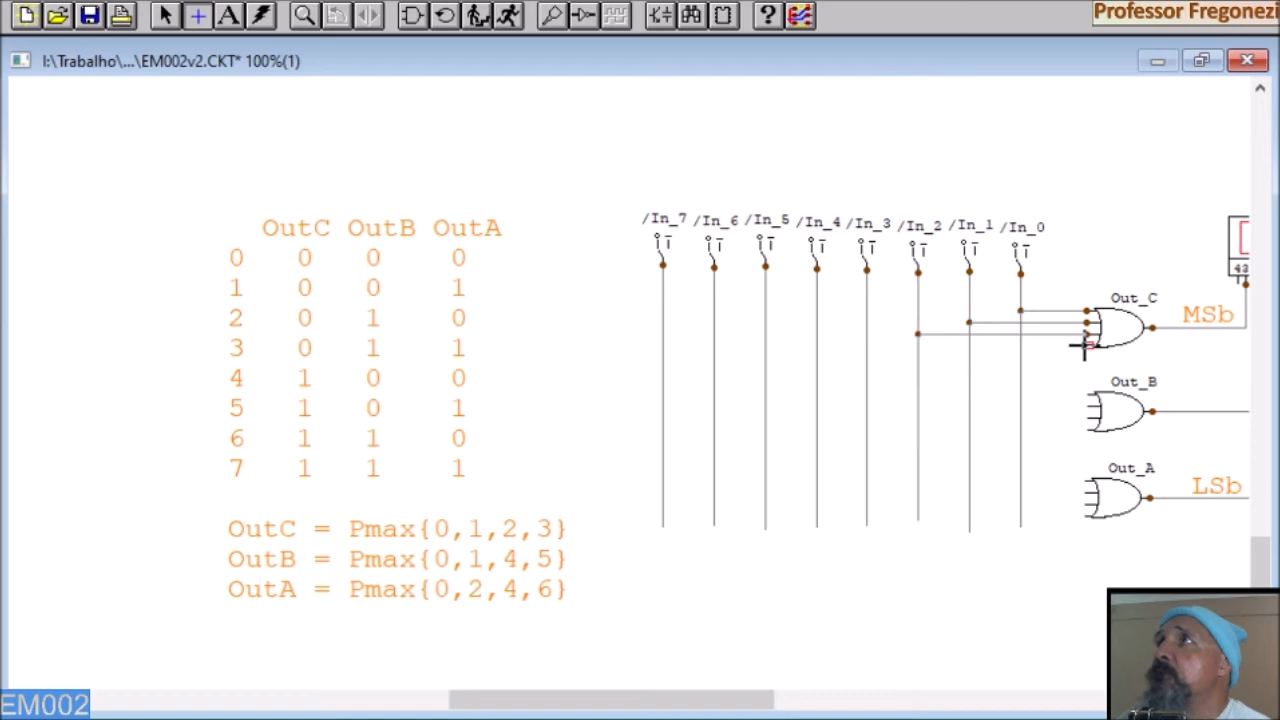 Professor Fregonezi
I:\Trabalho\...\EM002v2.CKT* 100%(1)
OutC OutB OutA
0 0 0 0
1 0 0 1
2 0 1 0
3 0 1 1
4 1 0 0
5 1 0 1
6 1 1 0
7 1 1 1
OutC = Pmax{0,1,2,3}
OutB = Pmax{0,1,4,5}
OutA = Pmax{0,2,4,6}
/In_7 /In_6 /In_5 /In_4 /In_3 /In_2 /In_1 /In_0
Out_C
MSb
Out_B
Out_A
LSb
EM002